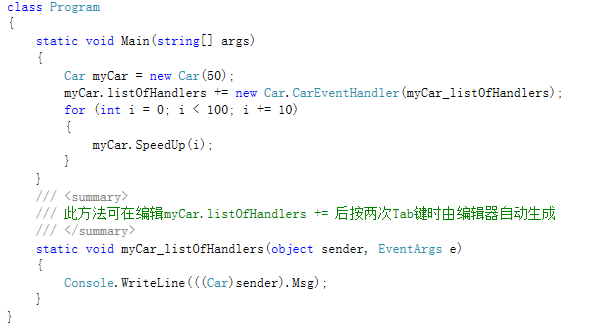 class Program
{
    static void Main(string[] args)
    {
        Car myCar = new Car(50);
        myCar.listOfHandlers += new Car.CarEventHandler(myCar_listOfHandlers);
        for (int i = 0; i < 100; i += 10)
        {
            myCar.SpeedUp(i);
        }
    }
    /// <summary>
    /// 此方法可在编辑myCar.listOfHandlers += 后按两次Tab键时由编辑器自动生成
    /// </summary>
    static void myCar_listOfHandlers(object sender, EventArgs e)
    {
        Console.WriteLine(((Car)sender).Msg);
    }
}